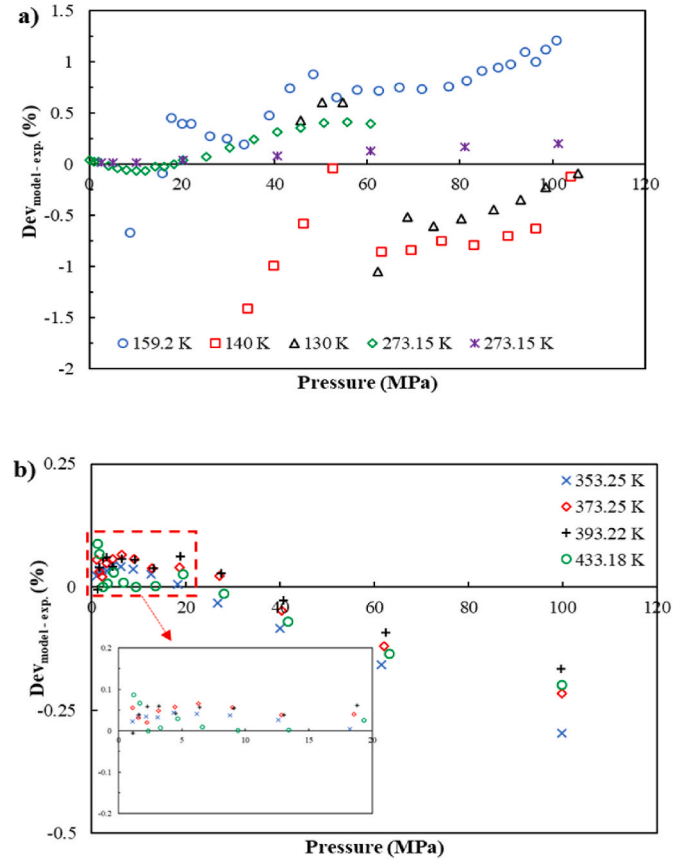 a)
1.5
1
0.5
0
-0.5
-1
-1.5
-2
0 20 40 60 80 100 120
Dev model - exp. (%)
159.2 K 140 K 130 K 273.15 K 273.15 K
Pressure (MPa)
b)
0.25
0
-0.25
-0.5
0 20 40 60 80 100 120
Dev model - exp. (%)
353.25 K
373.25 K
393.22 K
433.18 K
0.2
0.1
0
-0.1
-0.2
0 5 10 15 20
Pressure (MPa)